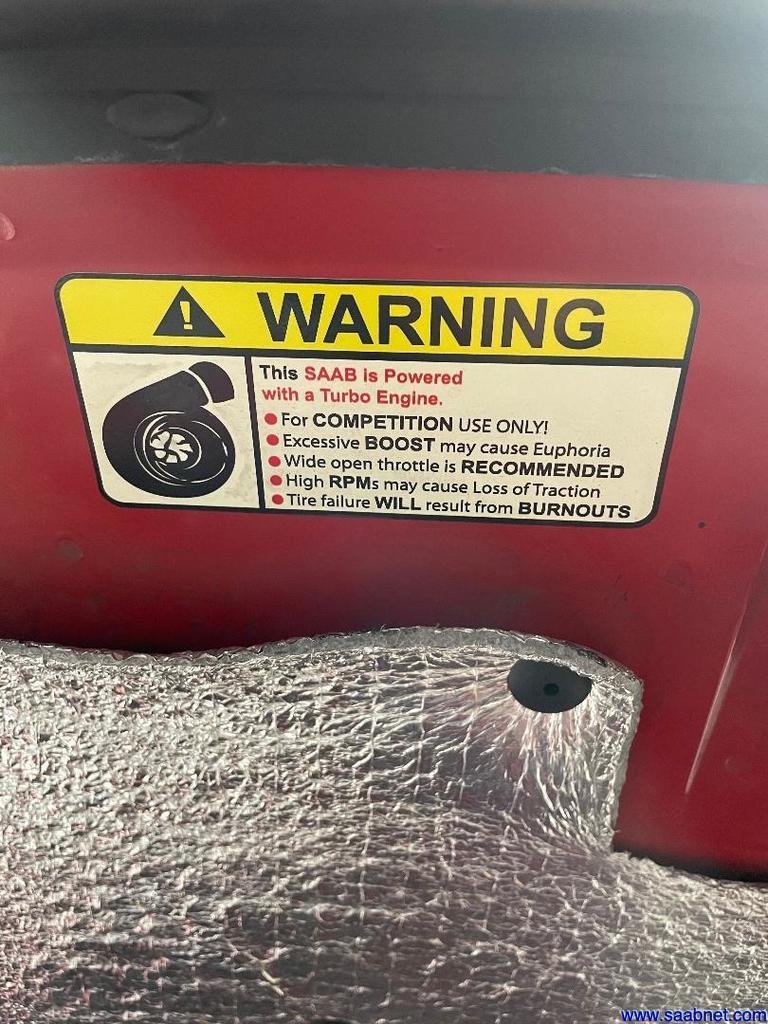 WARNING
This SAAB is Powered
with a Turbo Engine.
For COMPETITION USE ONLY!
Excessive BOOST may cause Euphoria
Wide open throttle is RECOMMENDED
High RPMs may cause Loss of Traction
Tire failure WILL result from BURNOUTS
www.saabnet.com